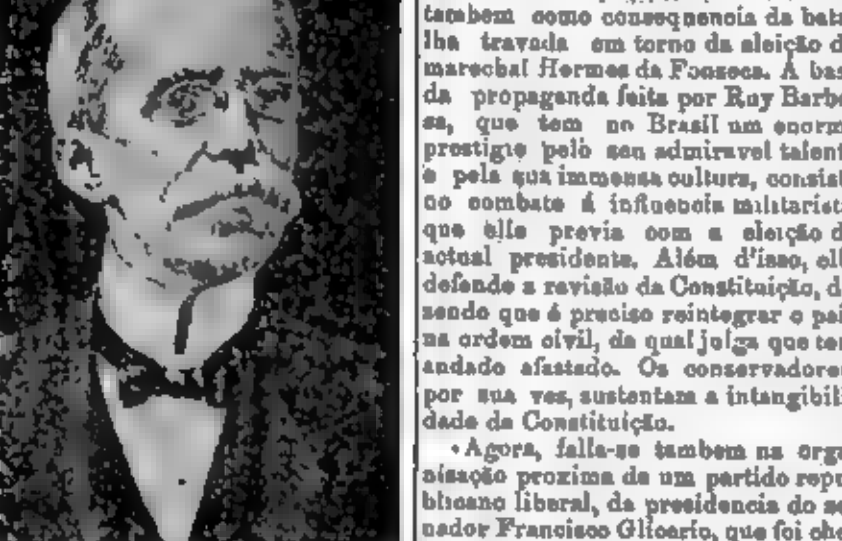 tambem como consequencia da bata
lha travada em torno da eleição d
marechal Hermes da Fonseca. A bas
da propaganda feita por Ruy Barbo
sa, que tem no Brasil um enorm
prestigio pelo seu admiravel talent
e pela sua immensa cultura, consist
no combate á influencia militarist
que elle previa com a eleição d
actual presidente. Além d'isso, ell
defende a revisão da Constituição, d
sendo que é preciso reintegrar o pai
na ordem civil, da qual julga que tem
andado afastado. Os conservadores
por sua vez, sustentam a intangibili
dade da Constituição.
«Agora, falla-se tambem na orga
nisação proxima de um partido repu
blicano liberal, da presidencia do se
nador Francisco Glicerio, que foi che